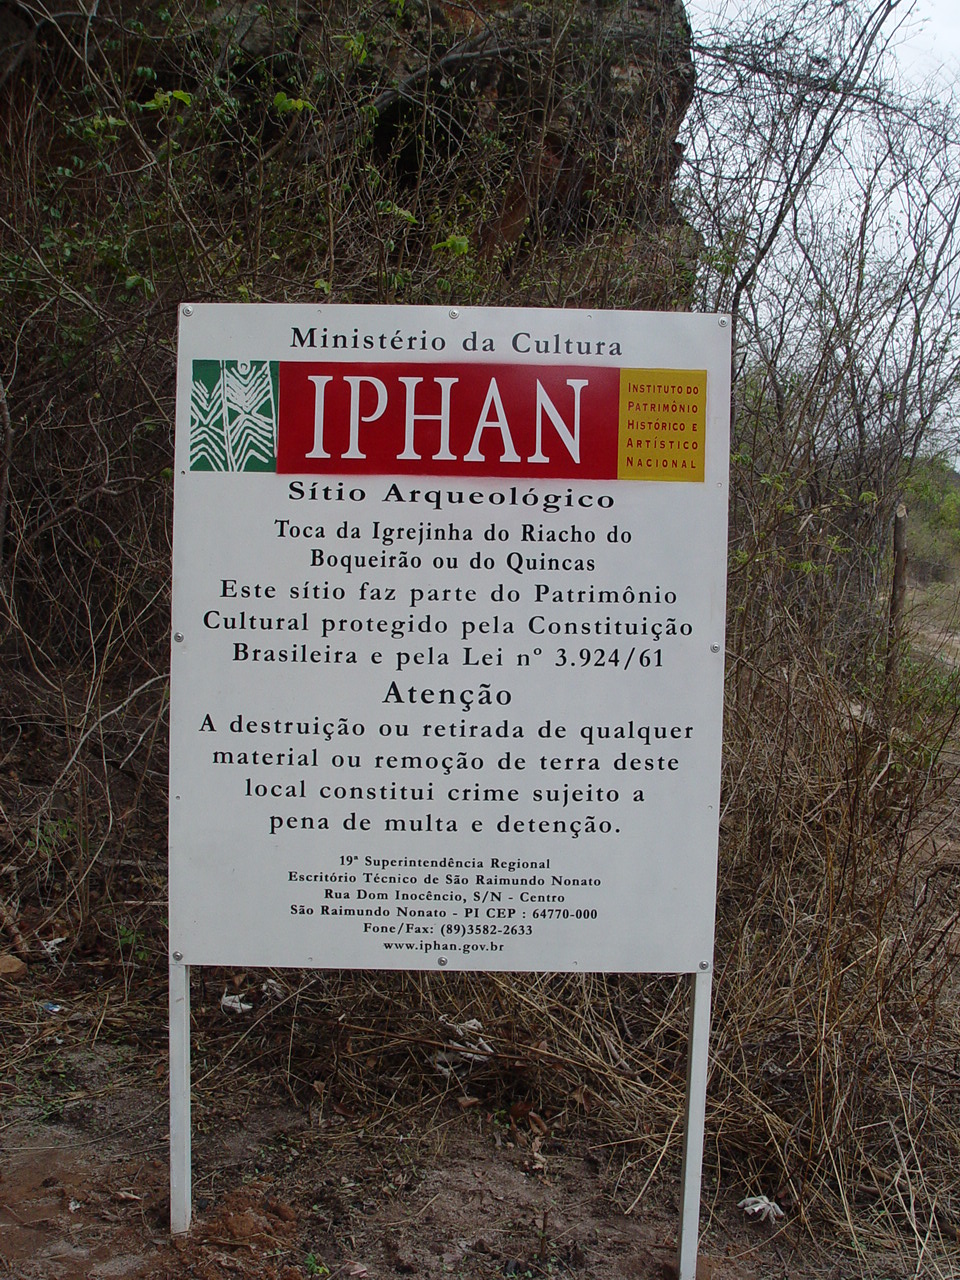 Ministério da Cultura
IPHAN
INSTITUTO DO
PATRIMÔNIO
HISTÓRICO E
ARTÍSTICO
NACIONAL
Sítio Arqueológico
Toca da Igrejinha do Riacho do
Boqueirão ou do Quincas
Este sítio faz parte do Patrimônio
Cultural protegido pela Constituição
Brasileira e pela Lei nº 3.924/61
Atenção
A destruição ou retirada de qualquer
material ou remoção de terra deste
local constitui crime sujeito a
pena de multa e detenção.
19ª Superintendência Regional
Escritório Técnico de São Raimundo Nonato
Rua Dom Inocêncio, S/N - Centro
São Raimundo Nonato - PI CEP : 64770-000
Fone/Fax: (89)3582-2633
www.iphan.gov.br